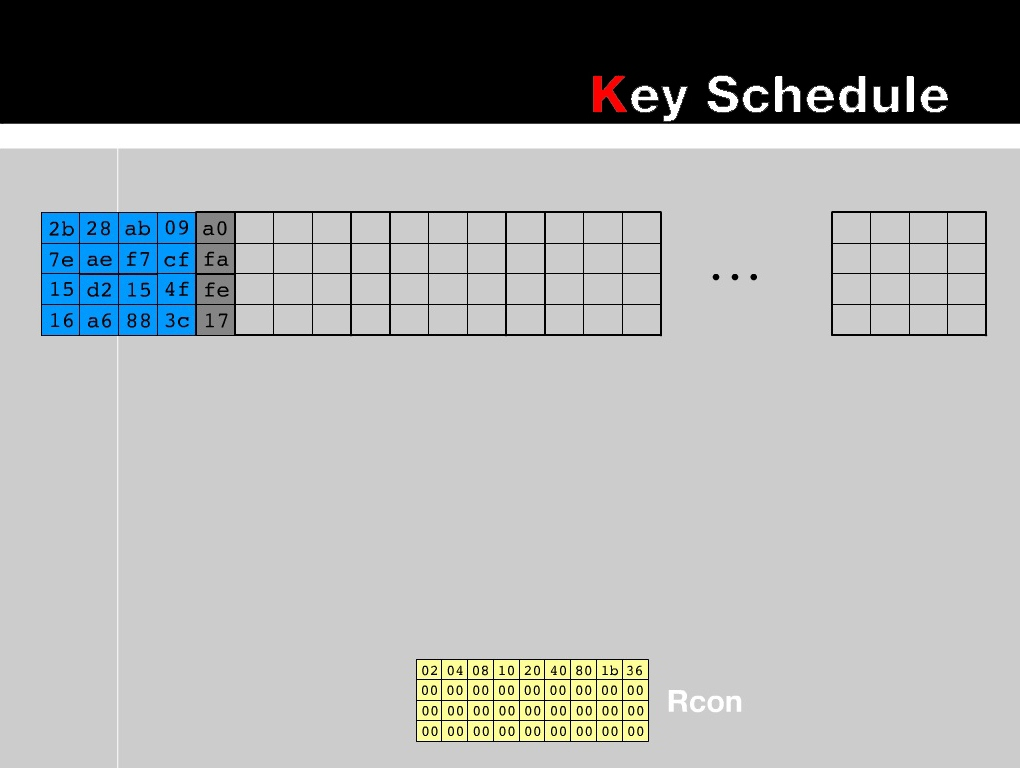 Key Schedule
2b 28 ab 09 a0
7e ae f7 cf fa
15 d2 15 4f fe
16 a6 88 3c 17
...
02 04 08 10 20 40 80 1b 36
00 00 00 00 00 00 00 00 00
00 00 00 00 00 00 00 00 00
00 00 00 00 00 00 00 00 00
Rcon